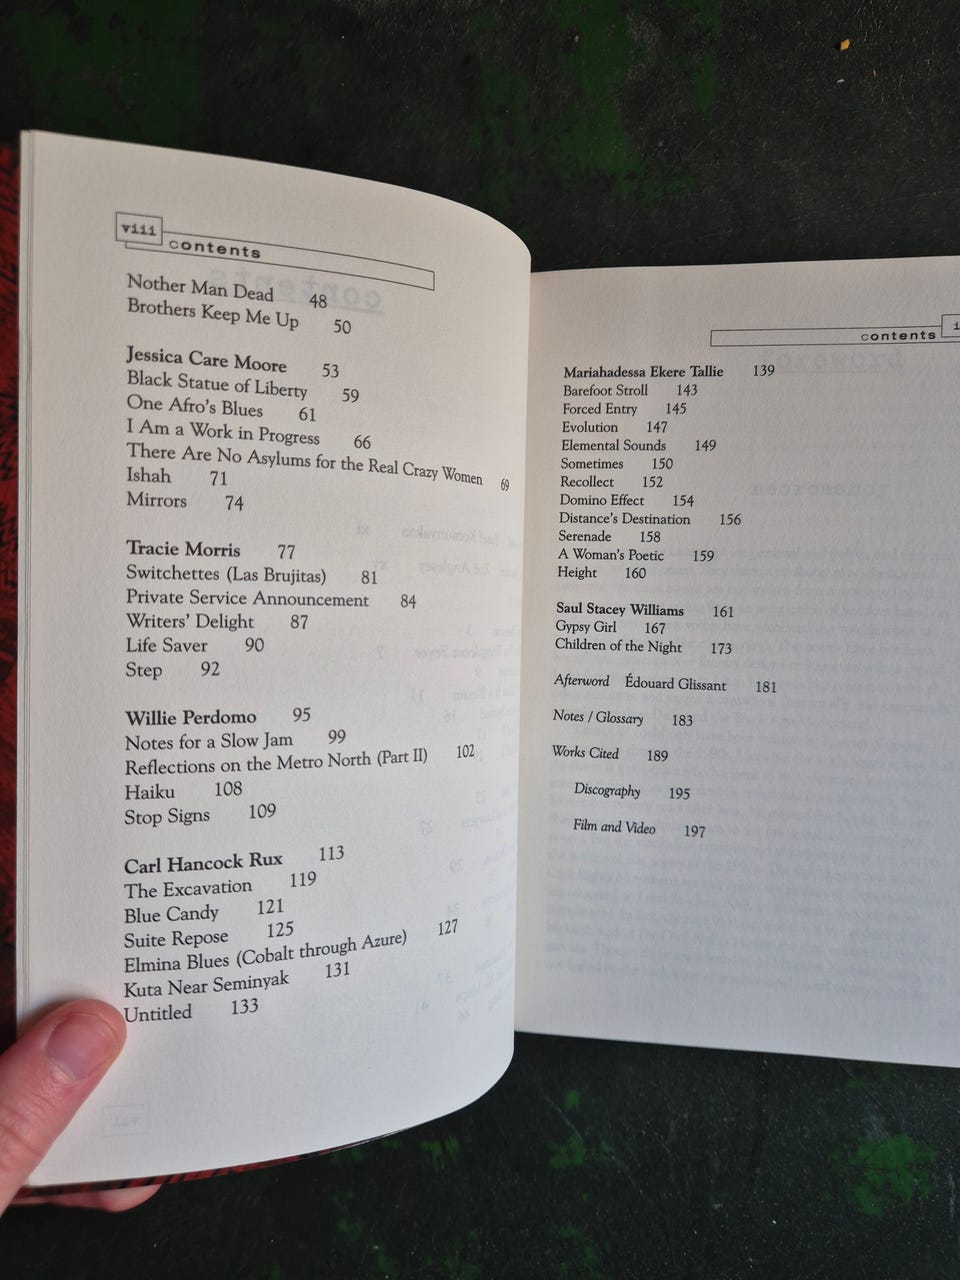 viii
contents
Nother Man Dead 48
Brothers Keep Me Up 50
Jessica Care Moore 53
Black Statue of Liberty 59
One Afro's Blues 61
I Am a Work in Progress 66
There Are No Asylums for the Real Crazy Women 69
Ishah 71
Mirrors 74
Tracie Morris 77
Switchettes (Las Brujitas) 81
Private Service Announcement 84
Writers' Delight 87
Life Saver 90
Step 92
Willie Perdomo 95
Notes for a Slow Jam 99
Reflections on the Metro North (Part II) 102
Haiku 108
Stop Signs 109
Carl Hancock Rux 113
The Excavation 119
Blue Candy 121
Suite Repose 125
Elmina Blues (Cobalt through Azure) 127
Kuta Near Seminyak 131
Untitled 133
contents
Mariahadessa Ekere Tallie 139
Barefoot Stroll 143
Forced Entry 145
Evolution 147
Elemental Sounds 149
Sometimes 150
Recollect 152
Domino Effect 154
Distance's Destination 156
Serenade 158
A Woman's Poetic 159
Height 160
Saul Stacey Williams 161
Gypsy Girl 167
Children of the Night 173
Afterword Édouard Glissant 181
Notes / Glossary 183
Works Cited 189
Discography 195
Film and Video 197